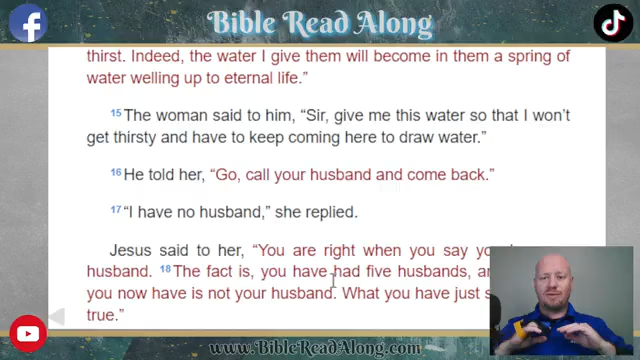 Bible Read Along
thirst. Indeed, the water I give them will become in them a spring of
water welling up to eternal life.”
15 The woman said to him, “Sir, give me this water so that I won’t
get thirsty and have to keep coming here to draw water.”
16 He told her, “Go, call your husband and come back.”
17 “I have no husband,” she replied.
Jesus said to her, “You are right when you say
husband. 18 The fact is, you have had five husbands,
you now have is not your husband. What you have just
true.”
www.BibleReadAlong.com